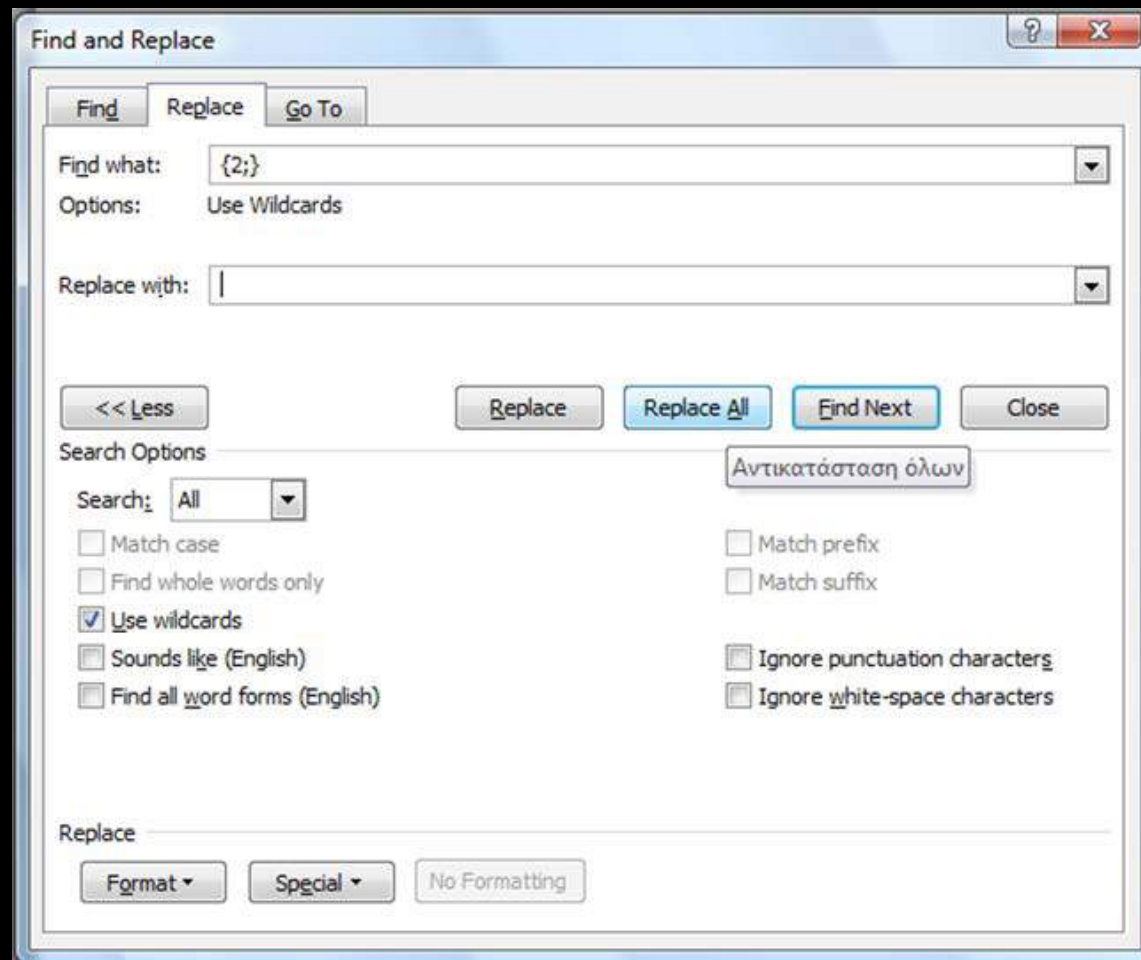 Find and Replace
Find Replace Go To
Find what: {2;}
Options: Use Wildcards
Replace with:
<< Less Replace Replace All Find Next Close
Search Options
Αντικατάσταση όλων
Search: All
Match case Match prefix
Find whole words only Match suffix
Use wildcards
Sounds like (English) Ignore punctuation characters
Find all word forms (English) Ignore white-space characters
Replace
Format Special No Formatting